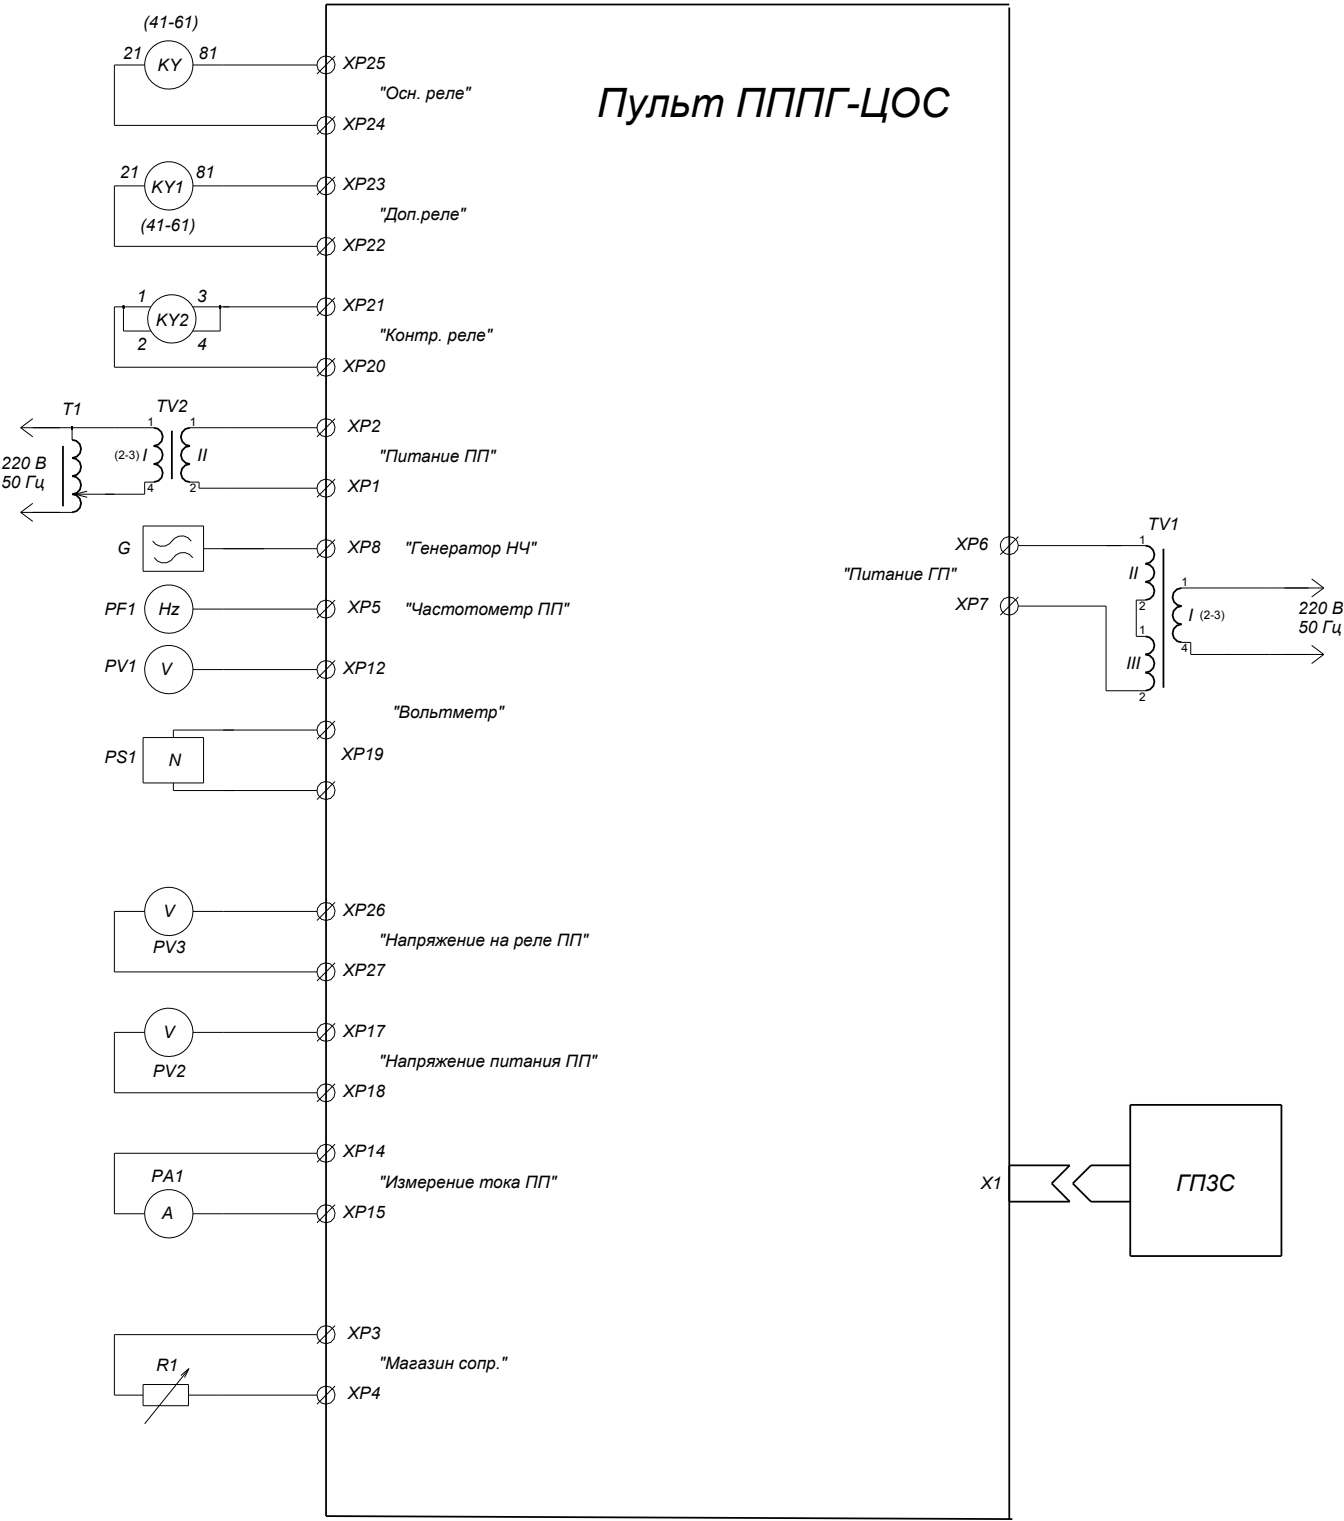 (41-61)
21 KY 81 XP25
"Осн. реле"
XP24
Пульт ПППГ-ЦОС
21 KY1 81 XP23
(41-61)
"Доп.реле"
XP22
1 3 XP21
KY2
2 4
"Контр. реле"
XP20
T1 TV2
1 1 XP2
220 В
50 Гц
(2-3) I II
"Питание ПП"
4 2 XP1
G XP8 "Генератор НЧ"
PF1 Hz XP5 "Частотометр ПП"
PV1 V XP12
"Вольтметр"
PS1 N XP19
XP6
"Питание ГП"
XP7
TV1
1
II
2
1
III
2
1
I (2-3)
4
220 В
50 Гц
V XP26
PV3
"Напряжение на реле ПП"
XP27
V XP17
PV2
"Напряжение питания ПП"
XP18
XP14
PA1
"Измерение тока ПП"
A XP15
X1 ГПЗС
XP3
R1
"Магазин сопр."
XP4